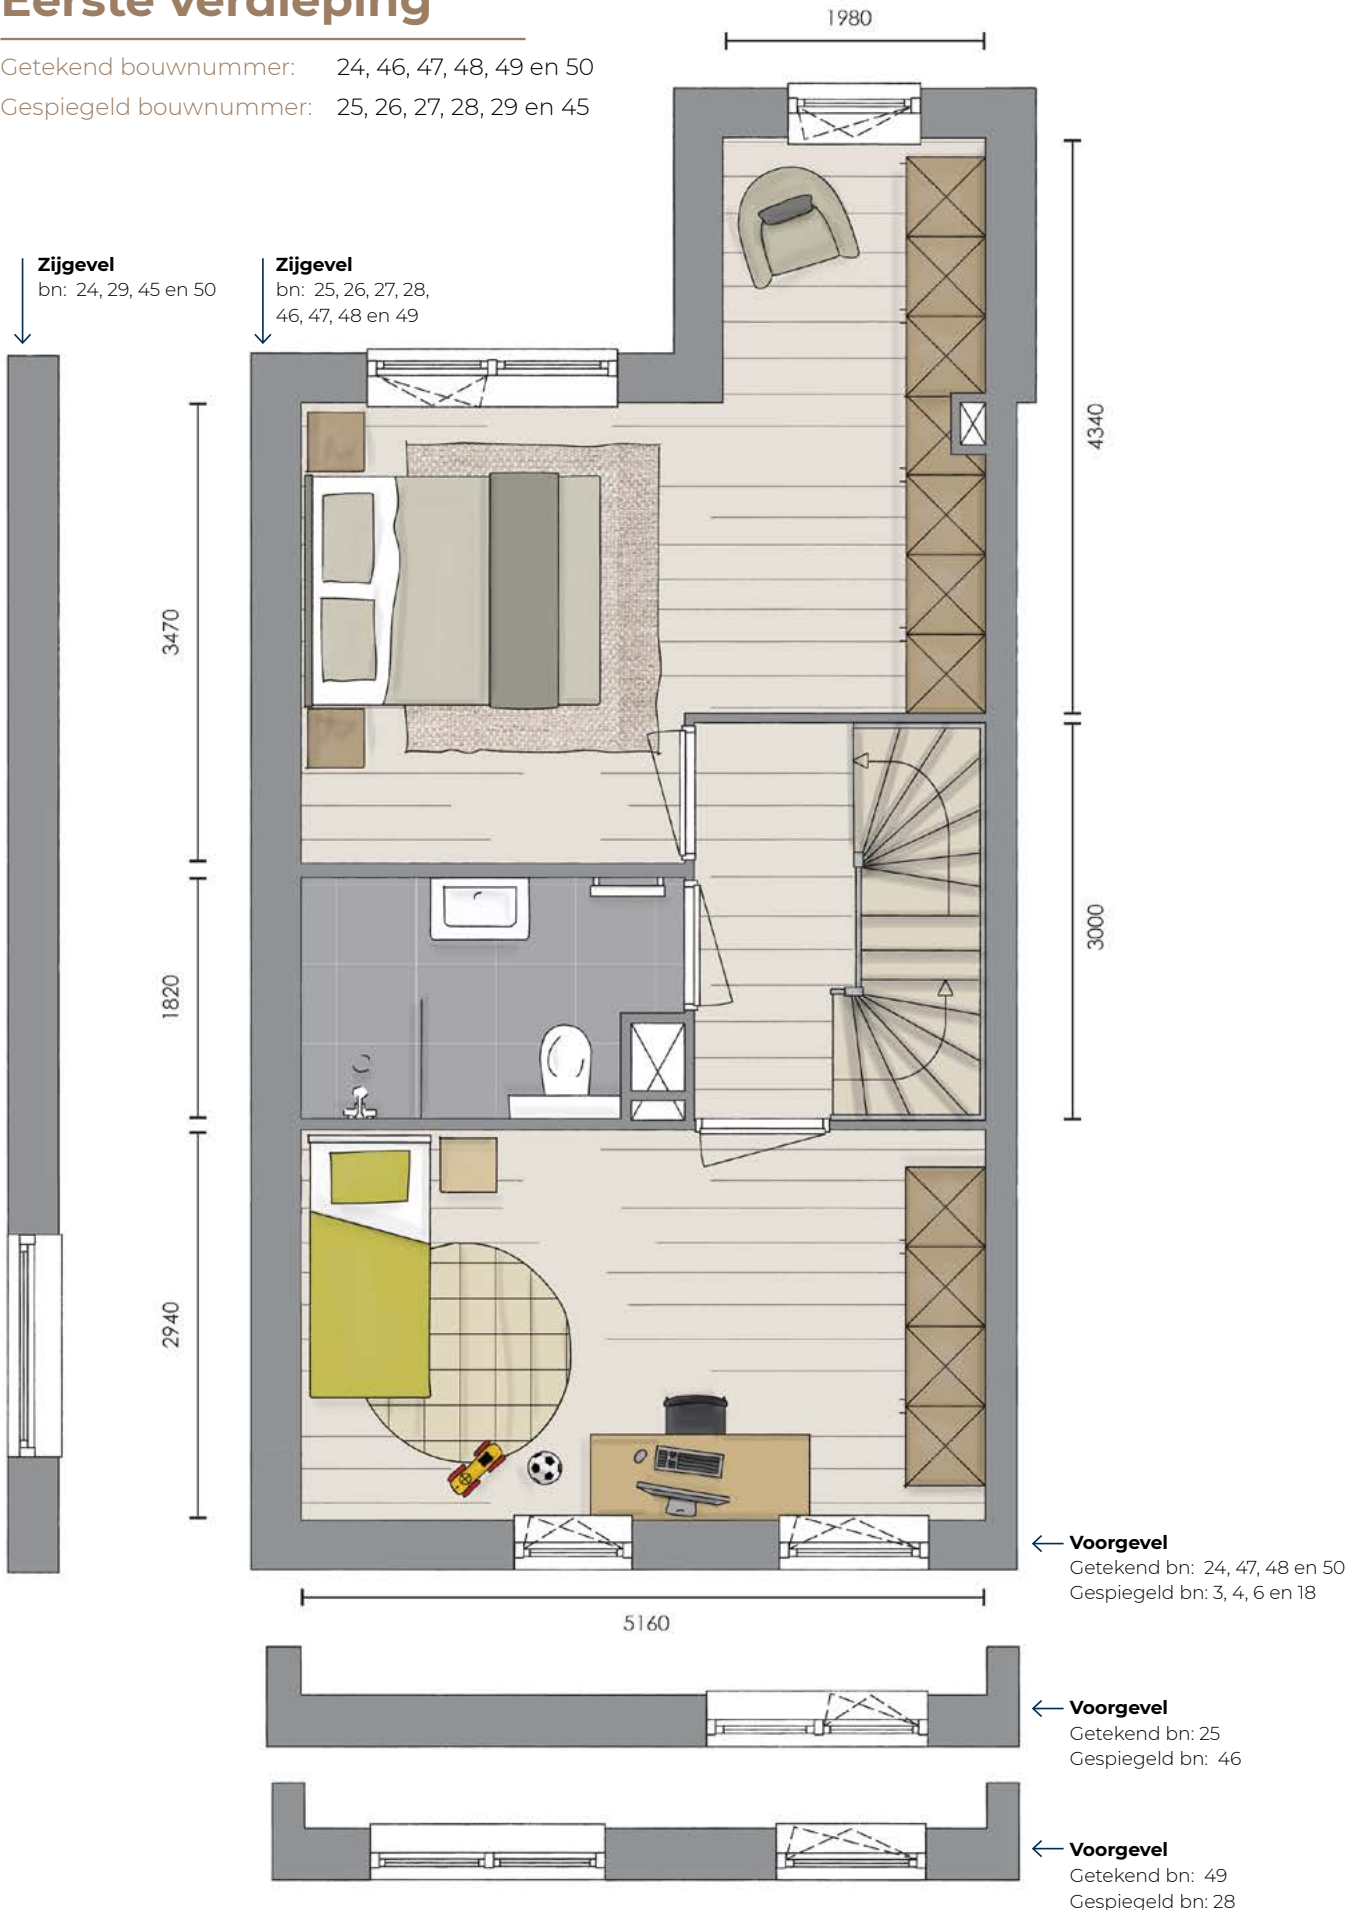 Eerste verdieping
Getekend bouwnummer: 24, 46, 47, 48, 49 en 50
Gespiegeld bouwnummer: 25, 26, 27, 28, 29 en 45
1980
Zijgevel
bn: 24, 29, 45 en 50
Zijgevel
bn: 25, 26, 27, 28,
46, 47, 48 en 49
4340
3470
3000
1820
2940
5160
Voorgevel
Getekend bn: 24, 47, 48 en 50
Gespiegeld bn: 3, 4, 6 en 18
Voorgevel
Getekend bn: 25
Gespiegeld bn: 46
Voorgevel
Getekend bn: 49
Gespiegeld bn: 28